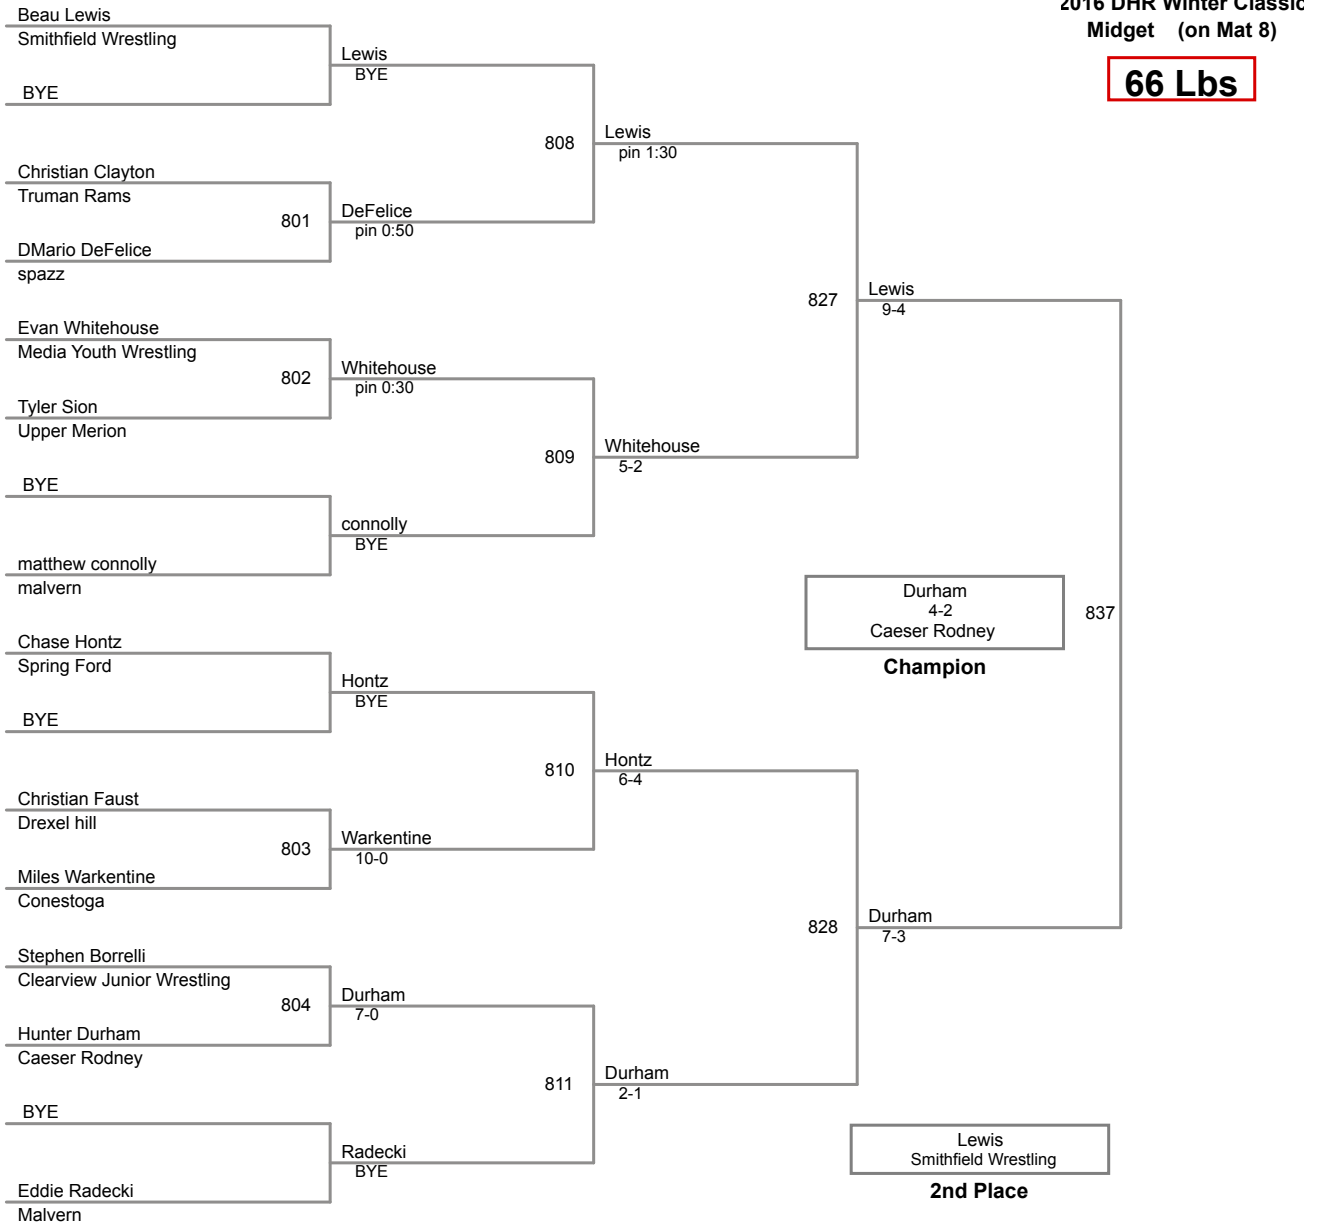 2016 DHR Winter Classic
Midget (on Mat 8)
66 Lbs
Beau Lewis
Smithfield Wrestling
BYE
Lewis
BYE
808
Lewis
pin 1:30
Christian Clayton
Truman Rams
801
DeFelice
pin 0:50
DMario DeFelice
spazz
827
Lewis
9-4
Evan Whitehouse
Media Youth Wrestling
802
Whitehouse
pin 0:30
Tyler Sion
Upper Merion
809
Whitehouse
5-2
BYE
connolly
BYE
matthew connolly
malvern
Durham
4-2
Caeser Rodney
Champion
837
Chase Hontz
Spring Ford
Hontz
BYE
BYE
810
Hontz
6-4
Christian Faust
Drexel hill
803
Warkentine
10-0
Miles Warkentine
Conestoga
828
Durham
7-3
Stephen Borrelli
Clearview Junior Wrestling
804
Durham
7-0
Hunter Durham
Caeser Rodney
811
Durham
2-1
BYE
Radecki
BYE
Eddie Radecki
Malvern
Lewis
Smithfield Wrestling
2nd Place